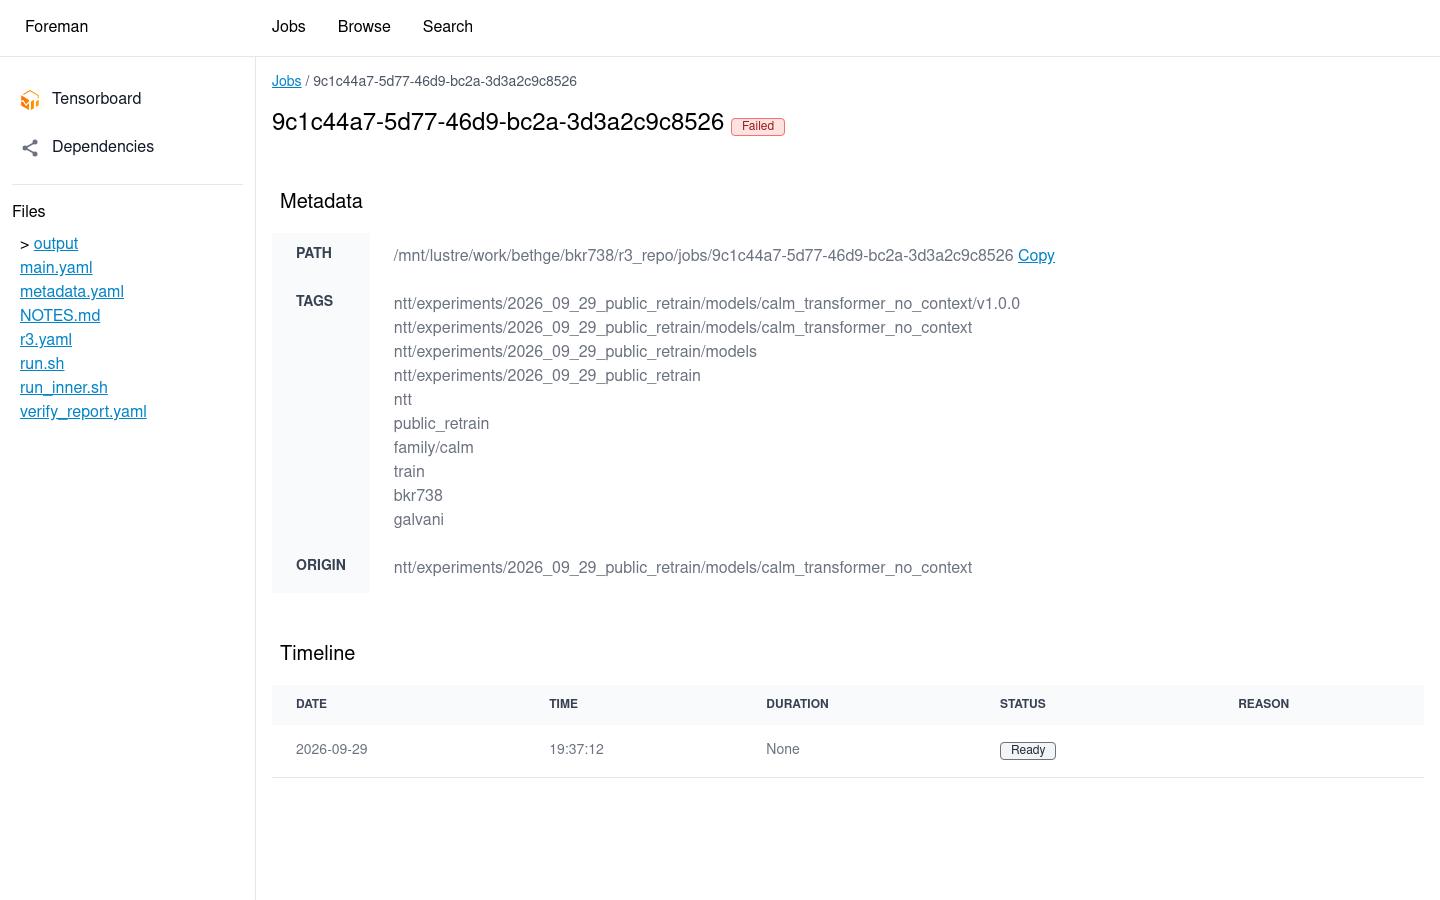 Foreman
Jobs
Browse
Search
Tensorboard
Dependencies
Files
> output
main.yaml
metadata.yaml
NOTES.md
r3.yaml
run.sh
run_inner.sh
verify_report.yaml
Jobs / 9c1c44a7-5d77-46d9-bc2a-3d3a2c9c8526
9c1c44a7-5d77-46d9-bc2a-3d3a2c9c8526 Failed
Metadata
PATH /mnt/lustre/work/bethge/bkr738/r3_repo/jobs/9c1c44a7-5d77-46d9-bc2a-3d3a2c9c8526 Copy
TAGS ntt/experiments/2026_09_29_public_retrain/models/calm_transformer_no_context/v1.0.0
ntt/experiments/2026_09_29_public_retrain/models/calm_transformer_no_context
ntt/experiments/2026_09_29_public_retrain/models
ntt/experiments/2026_09_29_public_retrain
ntt
public_retrain
family/calm
train
bkr738
galvani
ORIGIN ntt/experiments/2026_09_29_public_retrain/models/calm_transformer_no_context
Timeline
DATE TIME DURATION STATUS REASON
2026-09-29 19:37:12 None Ready